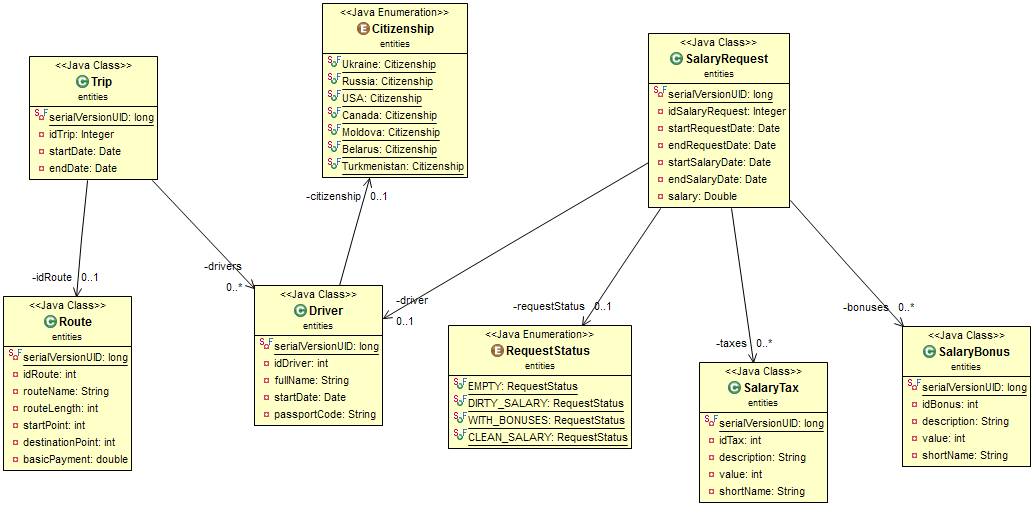 <<Java Enumeration>>
E Citizenship
entities
S F Ukraine: Citizenship
S F Russia: Citizenship
S F USA: Citizenship
S F Canada: Citizenship
S F Moldova: Citizenship
S F Belarus: Citizenship
S F Turkmenistan: Citizenship
<<Java Class>>
C SalaryRequest
entities
S F serialVersionUID: long
idSalaryRequest: Integer
startRequestDate: Date
endRequestDate: Date
startSalaryDate: Date
endSalaryDate: Date
salary: Double
<<Java Class>>
C Trip
entities
S F serialVersionUID: long
idTrip: Integer
startDate: Date
endDate: Date
-citizenship 0..1
-idRoute 0..1
-drivers
0..*
-driver
0..1
-requestStatus 0..1
-taxes 0..*
-bonuses 0..*
<<Java Class>>
C Route
entities
S F serialVersionUID: long
idRoute: int
routeName: String
routeLength: int
startPoint: int
destinationPoint: int
basicPayment: double
<<Java Class>>
C Driver
entities
S F serialVersionUID: long
idDriver: int
fullName: String
startDate: Date
passportCode: String
<<Java Enumeration>>
E RequestStatus
entities
S F EMPTY: RequestStatus
S F DIRTY_SALARY: RequestStatus
S F WITH_BONUSES: RequestStatus
S F CLEAN_SALARY: RequestStatus
<<Java Class>>
C SalaryTax
entities
S F serialVersionUID: long
idTax: int
description: String
value: int
shortName: String
<<Java Class>>
C SalaryBonus
entities
S F serialVersionUID: long
idBonus: int
description: String
value: int
shortName: String